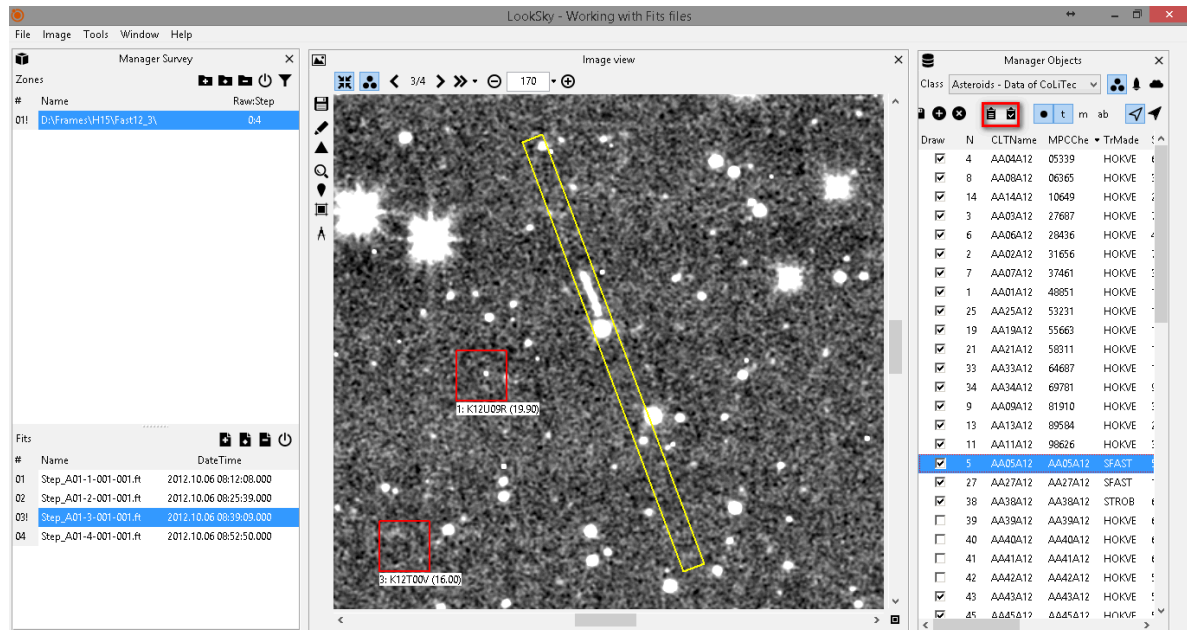 LookSky - Working with Fits files
File Image Tools Window Help
Manager Survey
Zones
# Name Raw:Step
01! D:\Frames\H15\Fast12_3\ 0:4
Fits
# Name DateTime
01 Step_A01-1-001-001.ft 2012.10.06 08:12:08.000
02 Step_A01-2-001-001.ft 2012.10.06 08:25:39.000
03! Step_A01-3-001-001.ft 2012.10.06 08:39:09.000
04 Step_A01-4-001-001.ft 2012.10.06 08:52:50.000
Image view
3/4 170
1: K12U09R (19.90)
3: K12T00V (16.00)
Manager Objects
Class Asteroids - Data of CoLiTec
t m ab
Draw N CLTName MPCChe TrMade
4 AA04A12 05339 HOKVE
8 AA08A12 06365 HOKVE
14 AA14A12 10649 HOKVE
3 AA03A12 27687 HOKVE
6 AA06A12 28436 HOKVE
2 AA02A12 31656 HOKVE
7 AA07A12 37461 HOKVE
1 AA01A12 48851 HOKVE
25 AA25A12 53231 HOKVE
19 AA19A12 55663 HOKVE
21 AA21A12 58311 HOKVE
33 AA33A12 64687 HOKVE
34 AA34A12 69781 HOKVE
9 AA09A12 81910 HOKVE
13 AA13A12 89584 HOKVE
11 AA11A12 98626 HOKVE
5 AA05A12 AA05A12 SFAST
27 AA27A12 AA27A12 SFAST
38 AA38A12 AA38A12 STROB
39 AA39A12 AA39A12 HOKVE
40 AA40A12 AA40A12 HOKVE
41 AA41A12 AA41A12 HOKVE
42 AA42A12 AA42A12 HOKVE
43 AA43A12 AA43A12 HOKVE
45 AA45A12 AA45A12 HOKVE